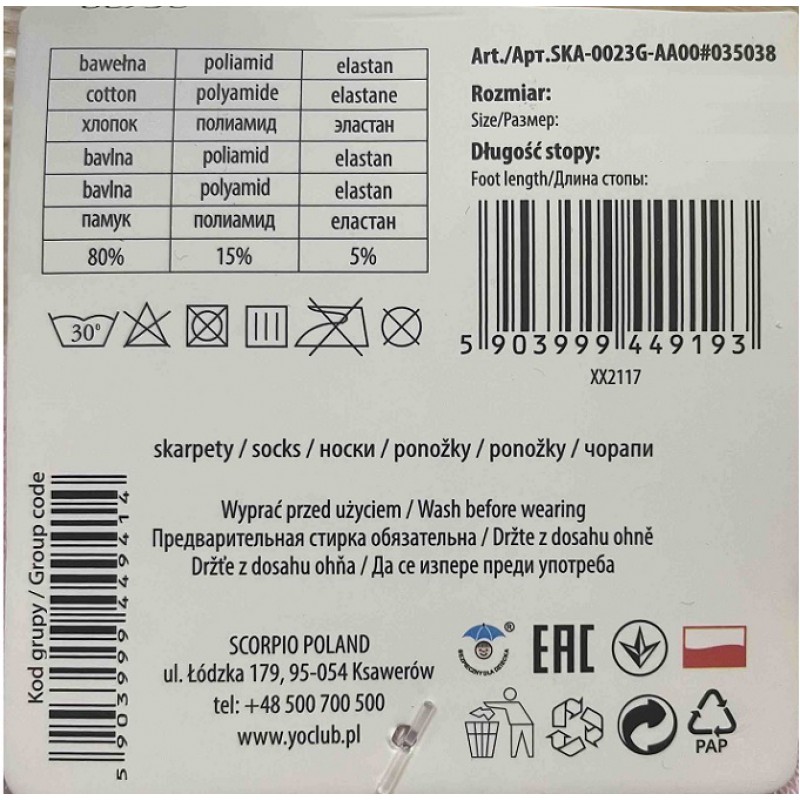 bawełna poliamid elastan
cotton polyamide elastane
хлопок полиамид эластан
bavlna poliamid elastan
bavlna polyamid elastan
памук полиамид еластан
80% 15% 5%
Art./Арт.SKA-0023G-AA00#035038
Rozmiar:
Size/Размер:
Długość stopy:
Foot length/Длина стопы:
5 903999 449193
XX2117
30°
skarpety / socks / носки / ponožky / ponožky / чорапи
Wyprać przed użyciem / Wash before wearing
Предварительная стирка обязательна / Držte z dosahu ohně
Držťe z dosahu ohňa / Да се изпере преди употреба
Kod grupy / Group code
5 903999 449414
SCORPIO POLAND
ul. Łódzka 179, 95-054 Ksawerów
tel: +48 500 700 500
www.yoclub.pl
BEZPIECZNY DLA DZIECKA
®
EAC
PAP